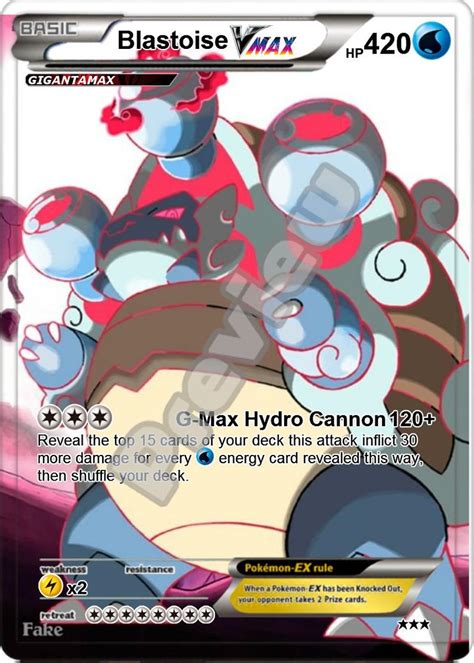 BASIC
Blastoise VMAX
HP420
GIGANTAMAX
Preview
G-Max Hydro Cannon 120+
Reveal the top 15 cards of your deck this attack inflict 30
more damage for every energy card revealed this way,
then shuffle your deck.
weakness resistance
x2
Pokémon-EX rule
When a Pokémon-EX has been Knocked Out,
your opponent takes 2 Prize cards.
retreat
Fake